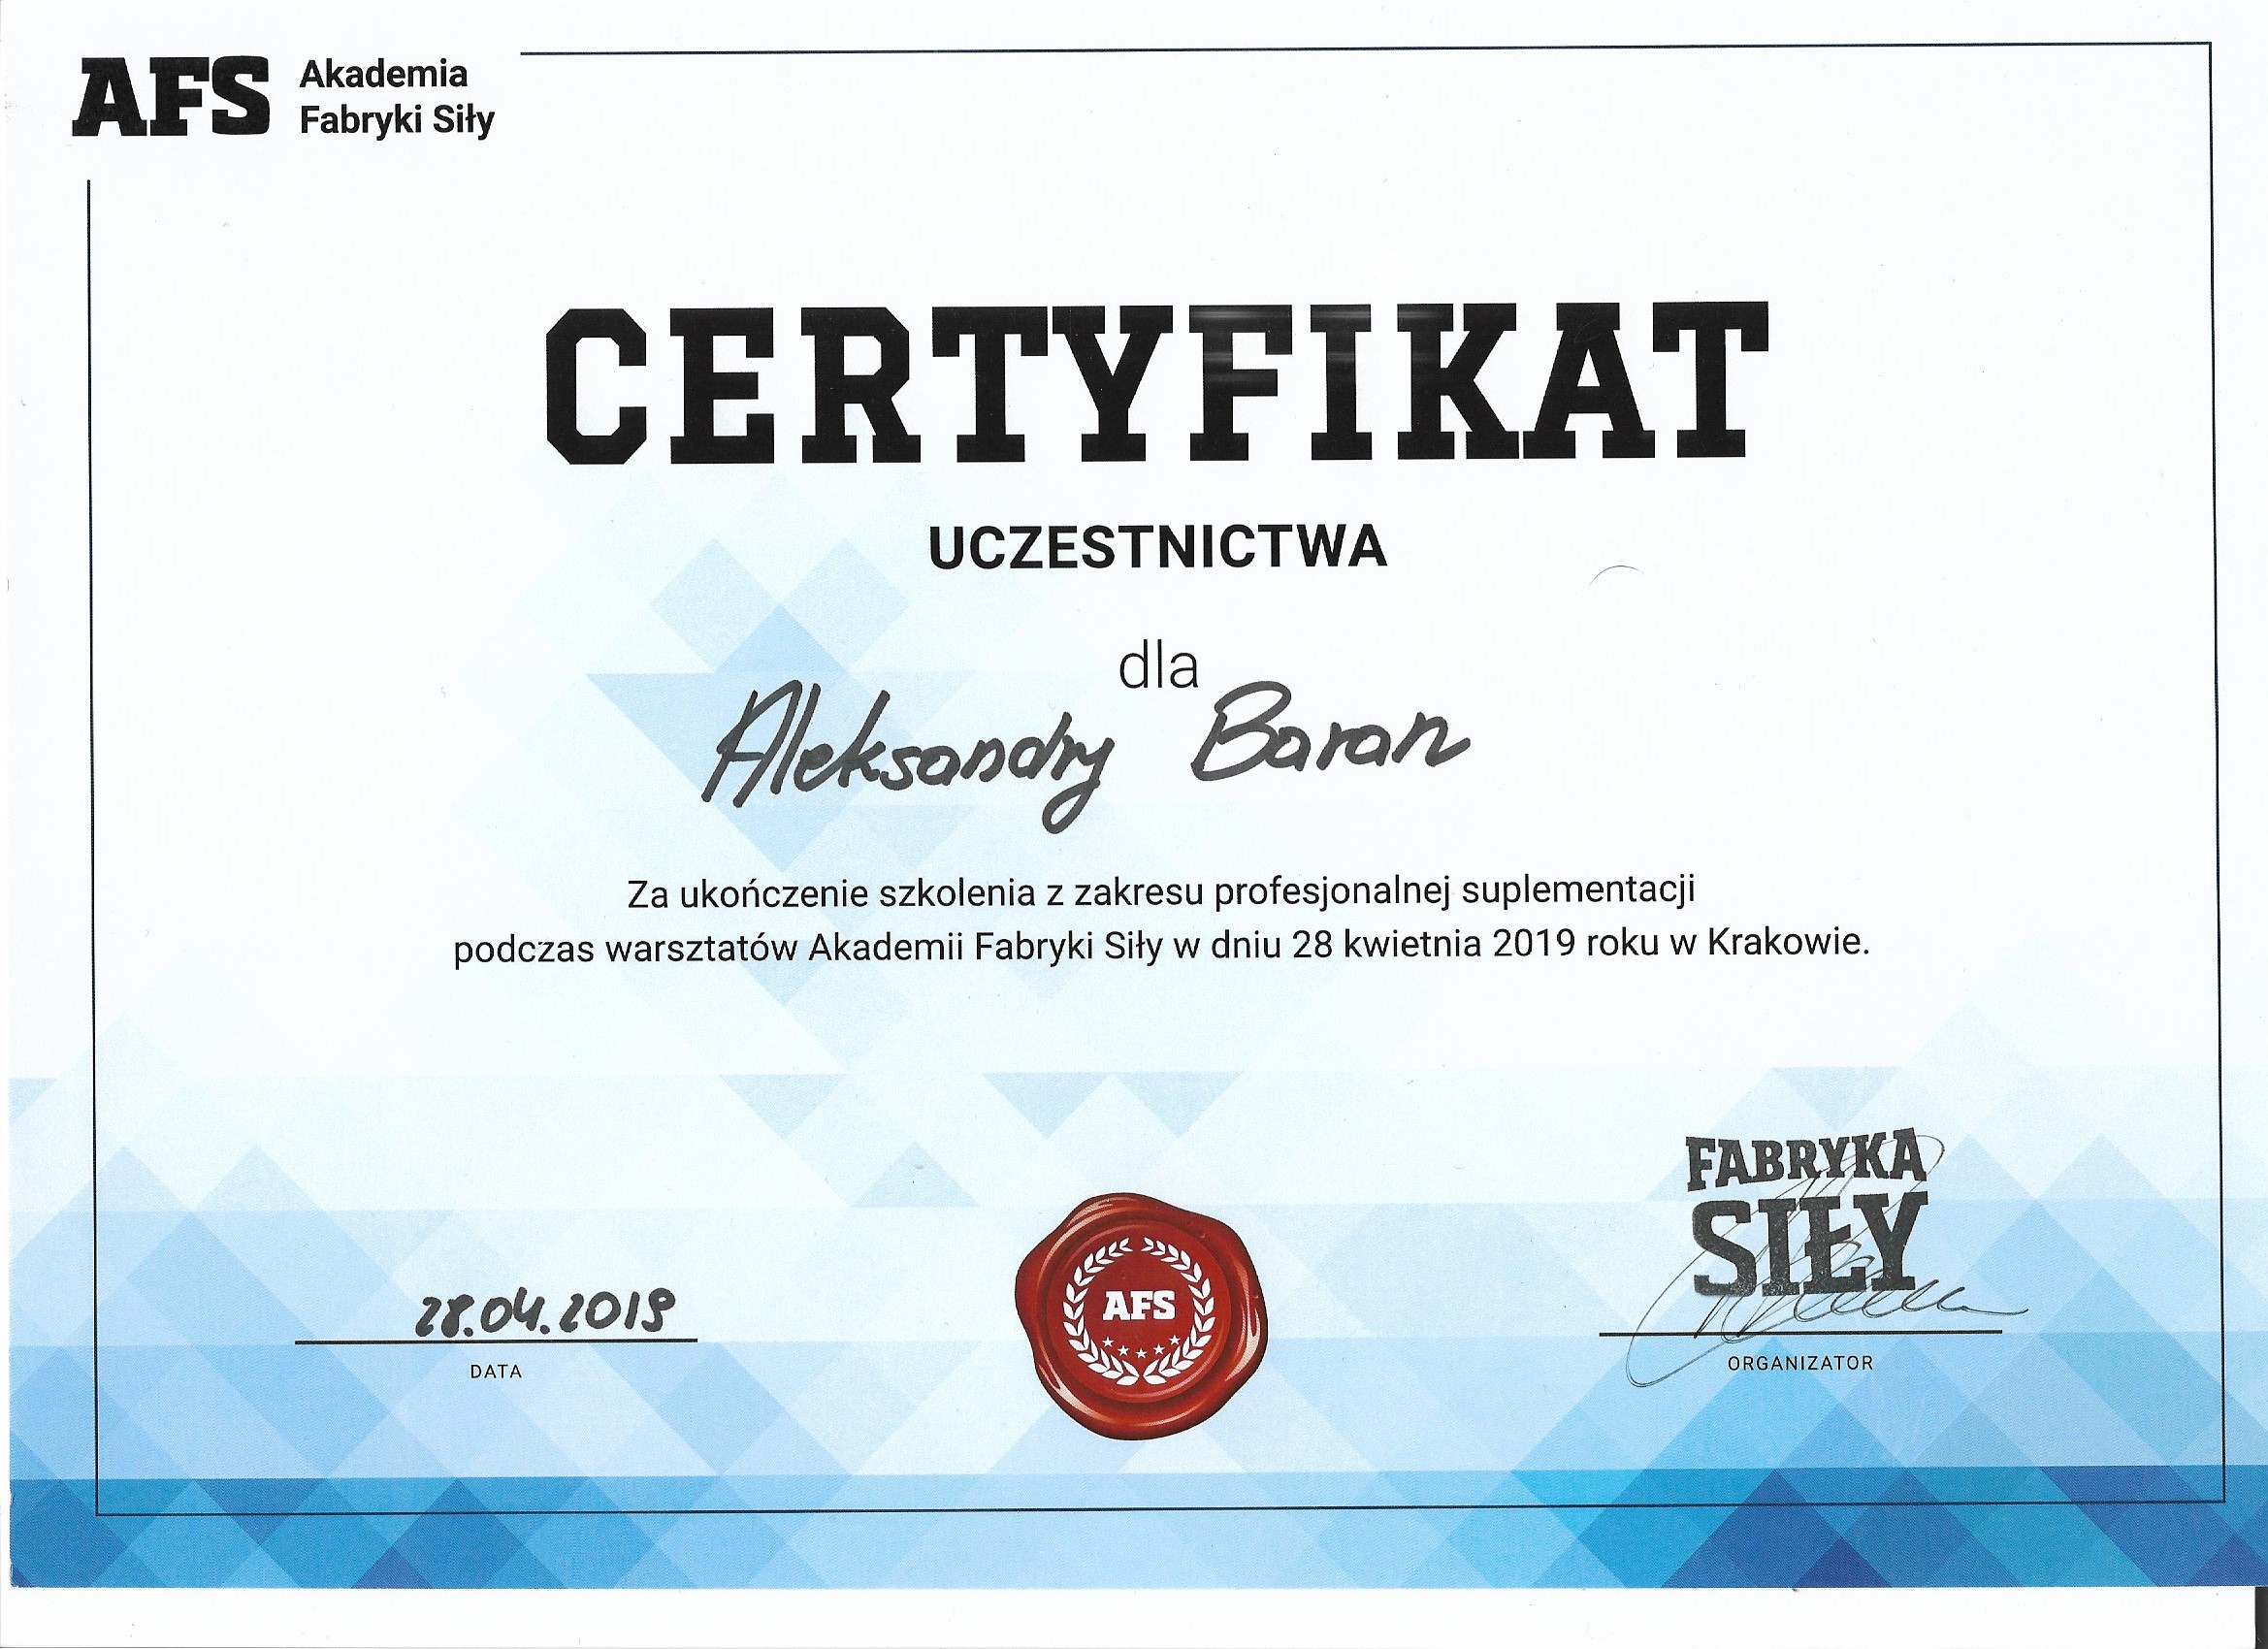 AFS
Akademia
Fabryki Siły
CERTYFIKAT
UCZESTNICTWA
dla
Aleksandry Baran
Za ukończenie szkolenia z zakresu profesjonalnej suplementacji
podczas warsztatów Akademii Fabryki Siły w dniu 28 kwietnia 2019 roku w Krakowie.
FABRYKA
SIŁY
28.04.2019
AFS
DATA
ORGANIZATOR